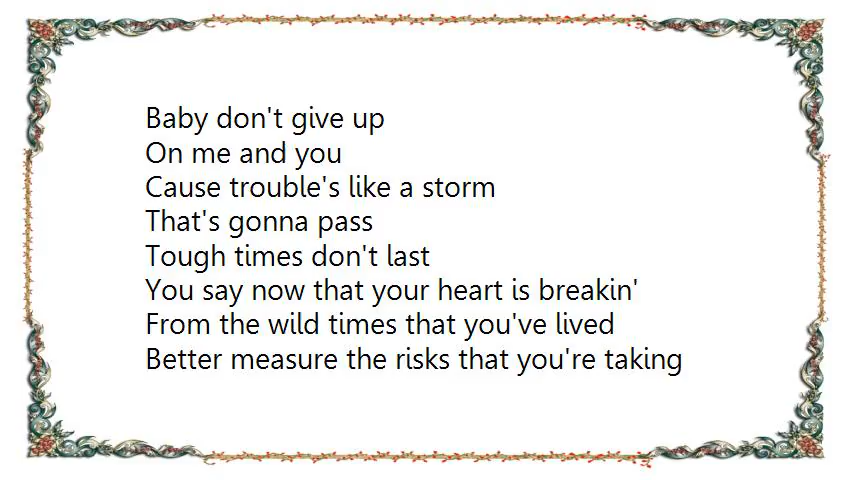 Baby don't give up
On me and you
Cause trouble's like a storm
That's gonna pass
Tough times don't last
You say now that your heart is breakin'
From the wild times that you've lived
Better measure the risks that you're taking